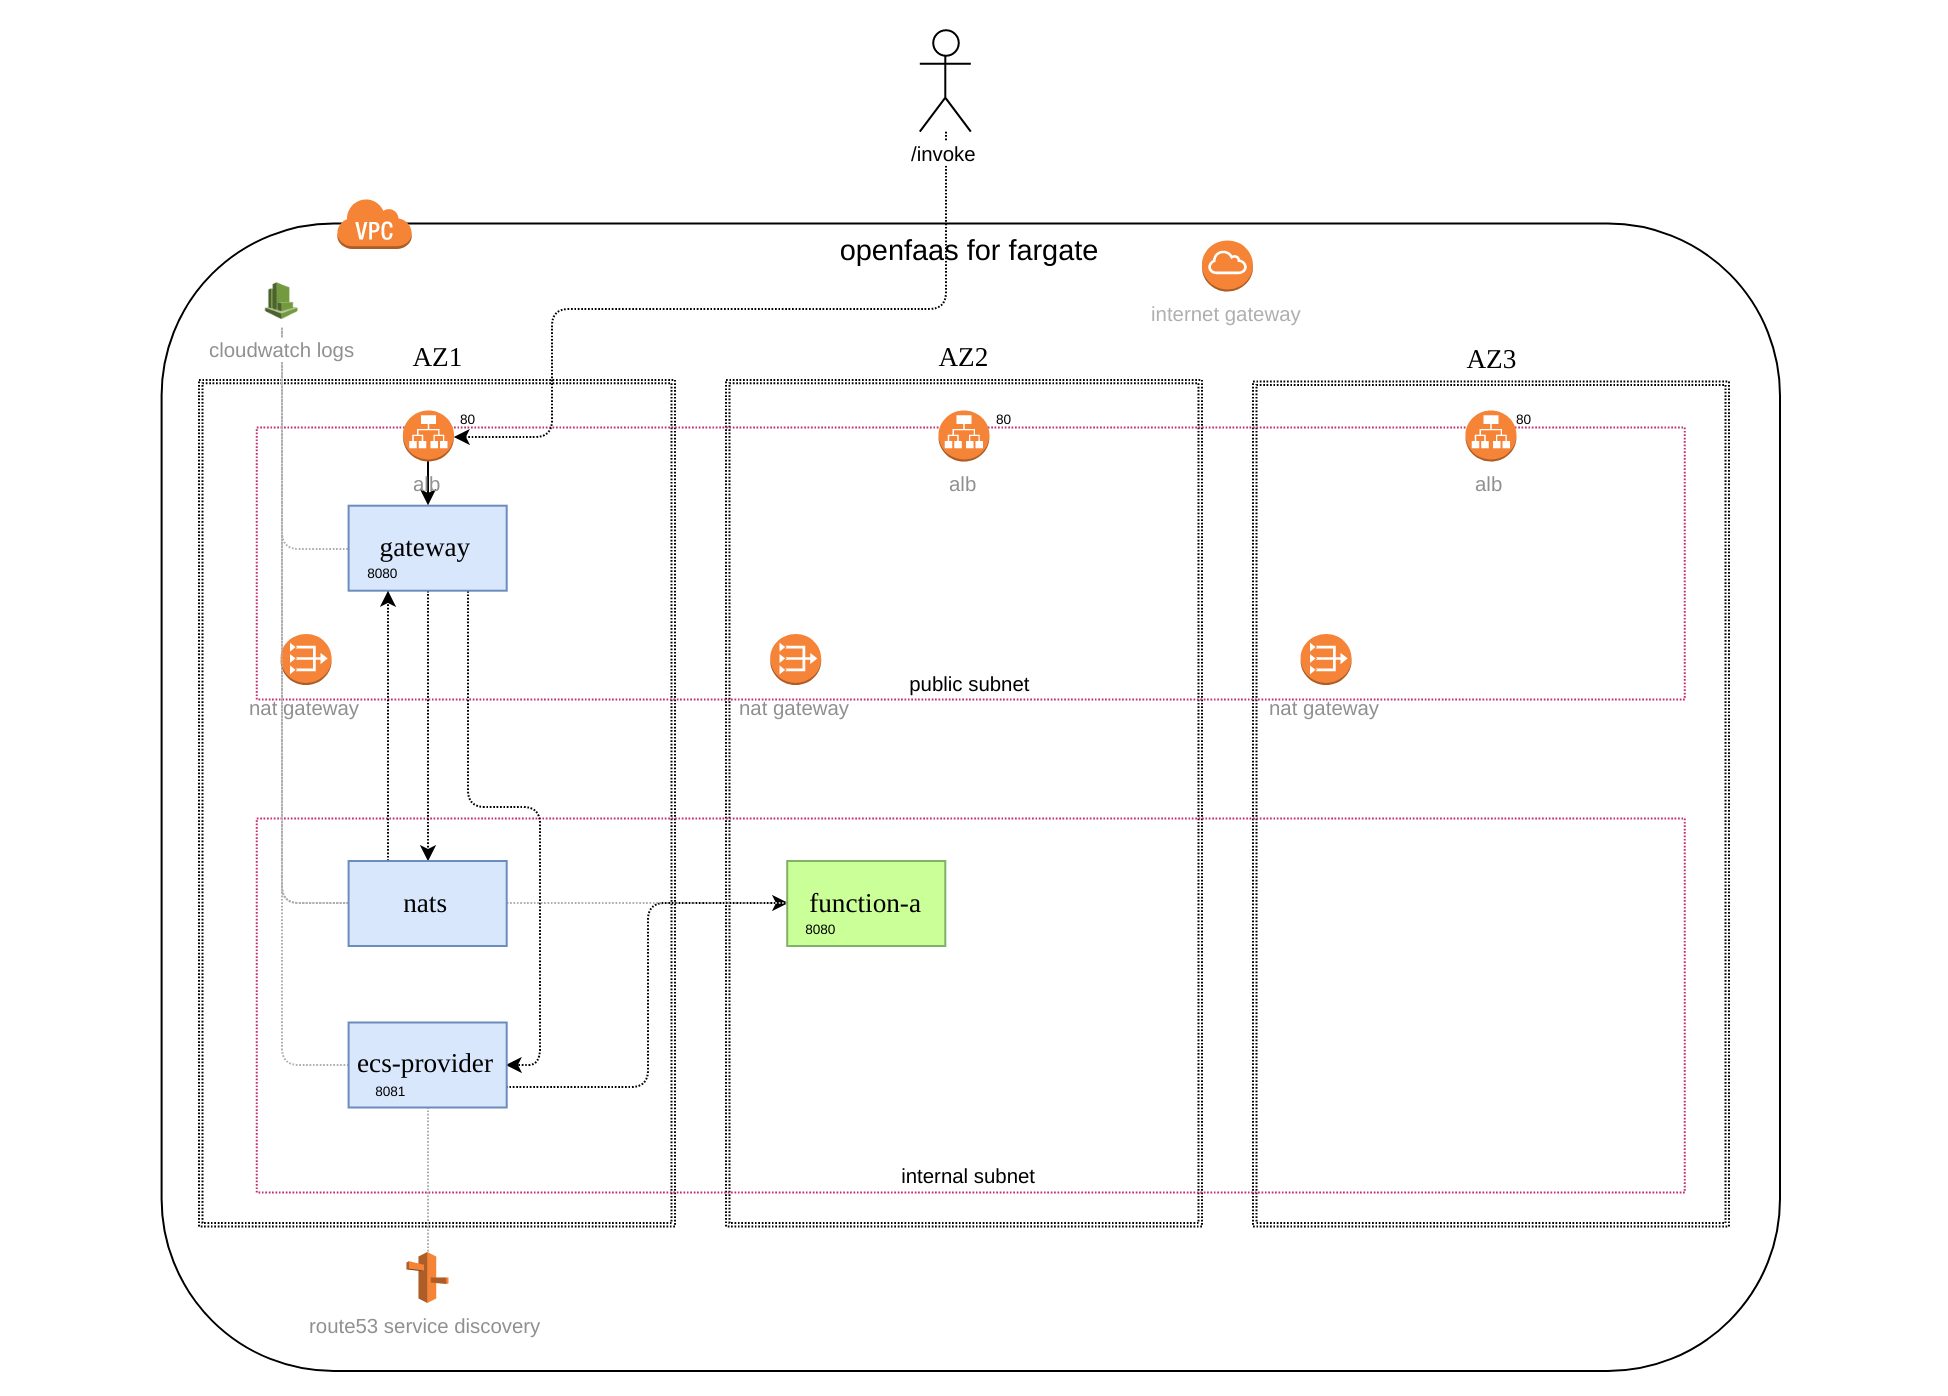 /invoke
VPC
openfaas for fargate
internet gateway
cloudwatch logs
AZ1
AZ2
AZ3
80
80
80
alb
alb
alb
gateway
8080
public subnet
nat gateway
nat gateway
nat gateway
nats
function-a
8080
ecs-provider
8081
internal subnet
route53 service discovery